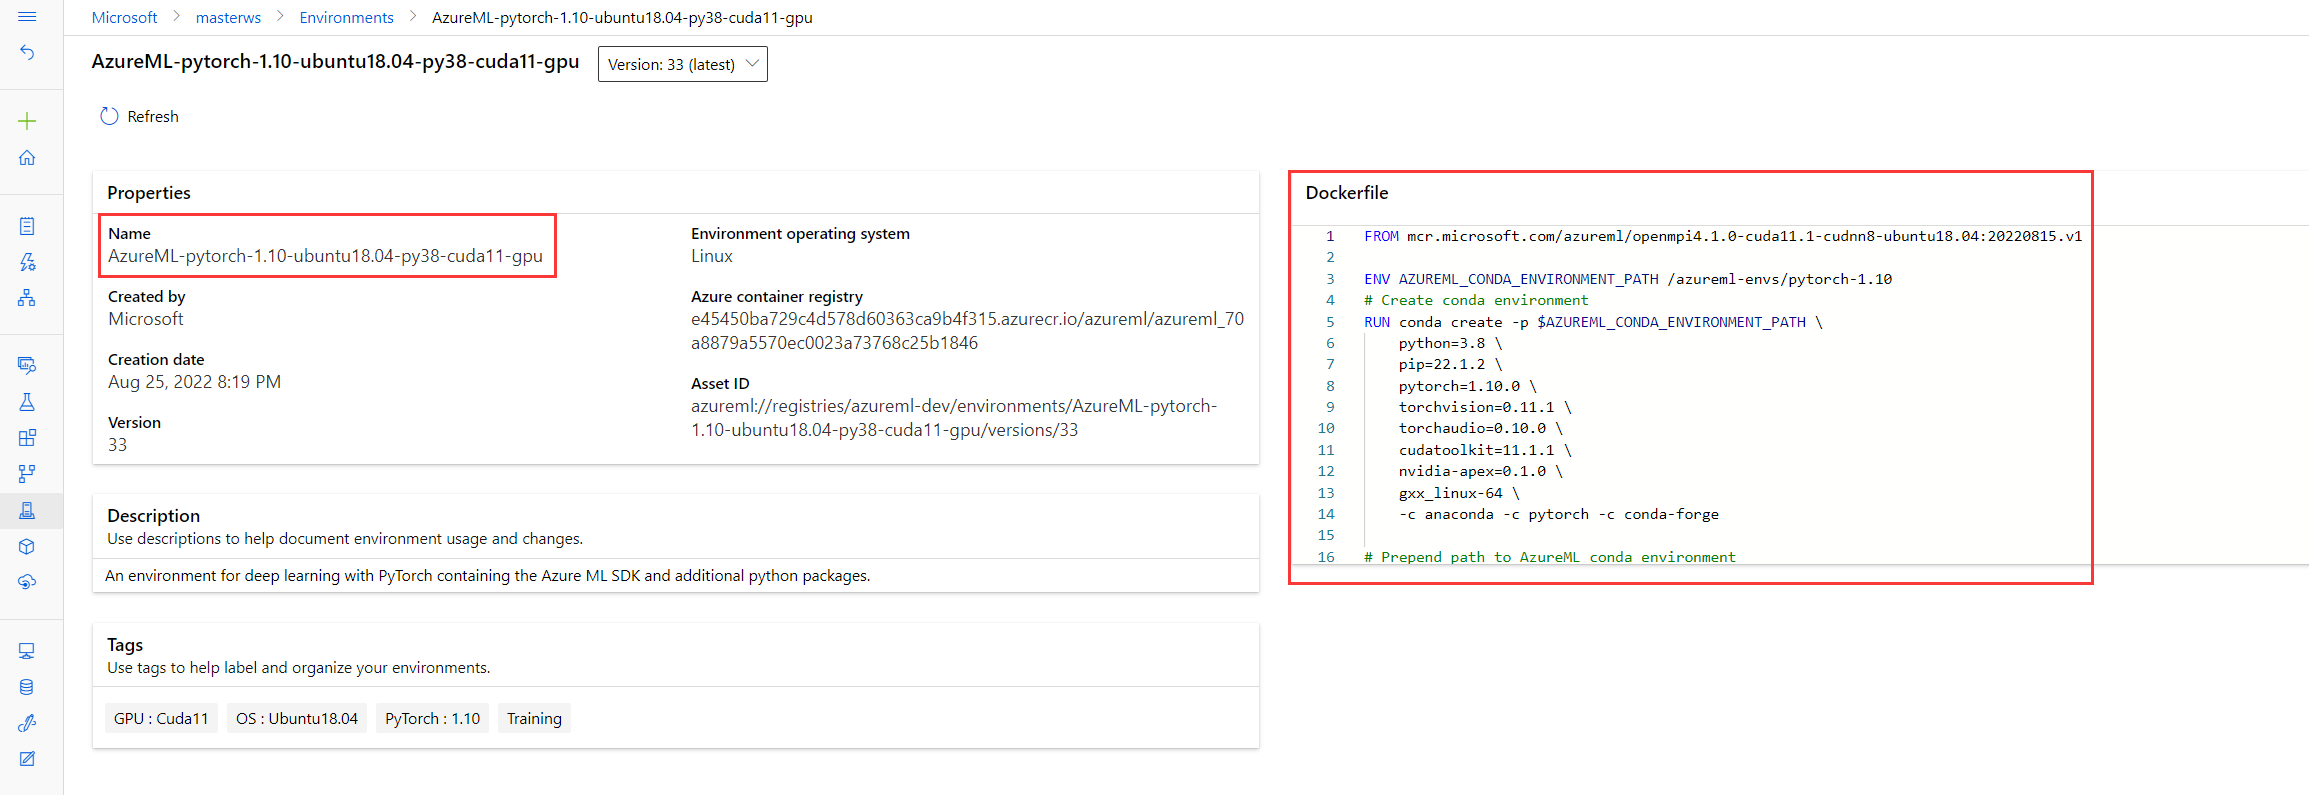 Microsoft > masterws > Environments > AzureML-pytorch-1.10-ubuntu18.04-py38-cuda11-gpu
AzureML-pytorch-1.10-ubuntu18.04-py38-cuda11-gpu
Version: 33 (latest)
Refresh
Properties
Name
AzureML-pytorch-1.10-ubuntu18.04-py38-cuda11-gpu
Created by
Microsoft
Creation date
Aug 25, 2022 8:19 PM
Version
33
Environment operating system
Linux
Azure container registry
e45450ba729c4d578d60363ca9b4f315.azurecr.io/azureml/azureml_70
a8879a5570ec0023a73768c25b1846
Asset ID
azureml://registries/azureml-dev/environments/AzureML-pytorch-
1.10-ubuntu18.04-py38-cuda11-gpu/versions/33
Description
Use descriptions to help document environment usage and changes.
An environment for deep learning with PyTorch containing the Azure ML SDK and additional python packages.
Tags
Use tags to help label and organize your environments.
GPU : Cuda11 OS : Ubuntu18.04 PyTorch : 1.10 Training
Dockerfile
1 FROM mcr.microsoft.com/azureml/openmpi4.1.0-cuda11.1-cudnn8-ubuntu18.04:20220815.v1
2
3 ENV AZUREML_CONDA_ENVIRONMENT_PATH /azureml-envs/pytorch-1.10
4 # Create conda environment
5 RUN conda create -p $AZUREML_CONDA_ENVIRONMENT_PATH \
6 python=3.8 \
7 pip=22.1.2 \
8 pytorch=1.10.0 \
9 torchvision=0.11.1 \
10 torchaudio=0.10.0 \
11 cudatoolkit=11.1.1 \
12 nvidia-apex=0.1.0 \
13 gxx_linux-64 \
14 -c anaconda -c pytorch -c conda-forge
15
16 # Prepend path to AzureML conda environment